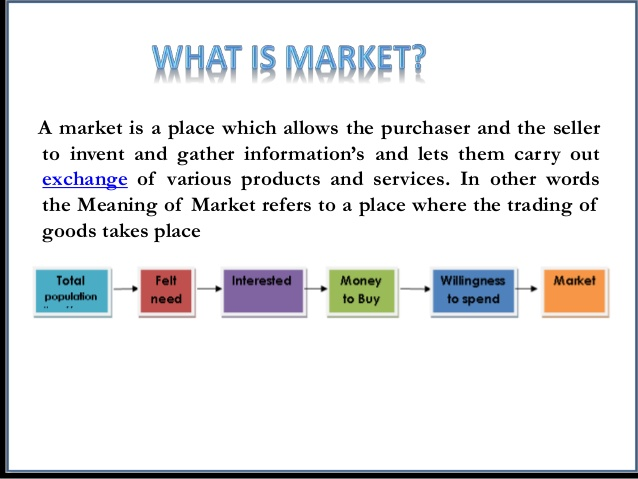 WHAT IS MARKET?
A market is a place which allows the purchaser and the seller
to invent and gather information's and lets them carry out
exchange of various products and services. In other words
the Meaning of Market refers to a place where the trading of
goods takes place
Total
population
Felt
need
Interested
Money
to Buy
Willingness
to spend
Market